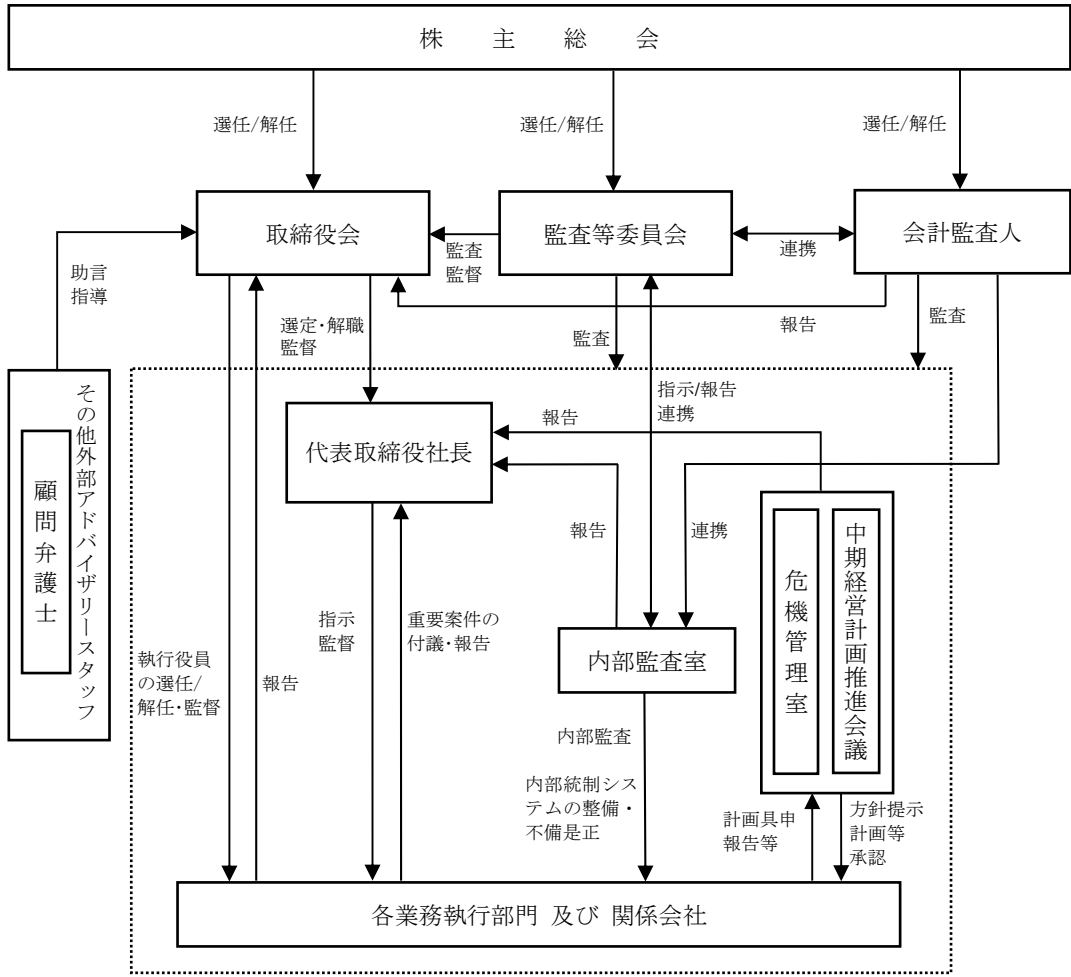 株主総会
選任/解任
選任/解任
選任/解任
取締役会
監査等委員会
会計監査人
監査
監督
連携
助言
指導
選定・解職
監督
監査
報告
監査
その他外部アドバイザリースタッフ
顧問弁護士
代表取締役社長
報告
指示/報告
連携
報告
連携
危機管理室
中期経営計画推進会議
指示
監督
重要案件の
付議・報告
内部監査室
執行役員
の選任/
解任・監督
報告
内部監査
内部統制シス
テムの整備・
不備是正
計画具申
報告等
方針提示
計画等
承認
各業務執行部門 及び 関係会社